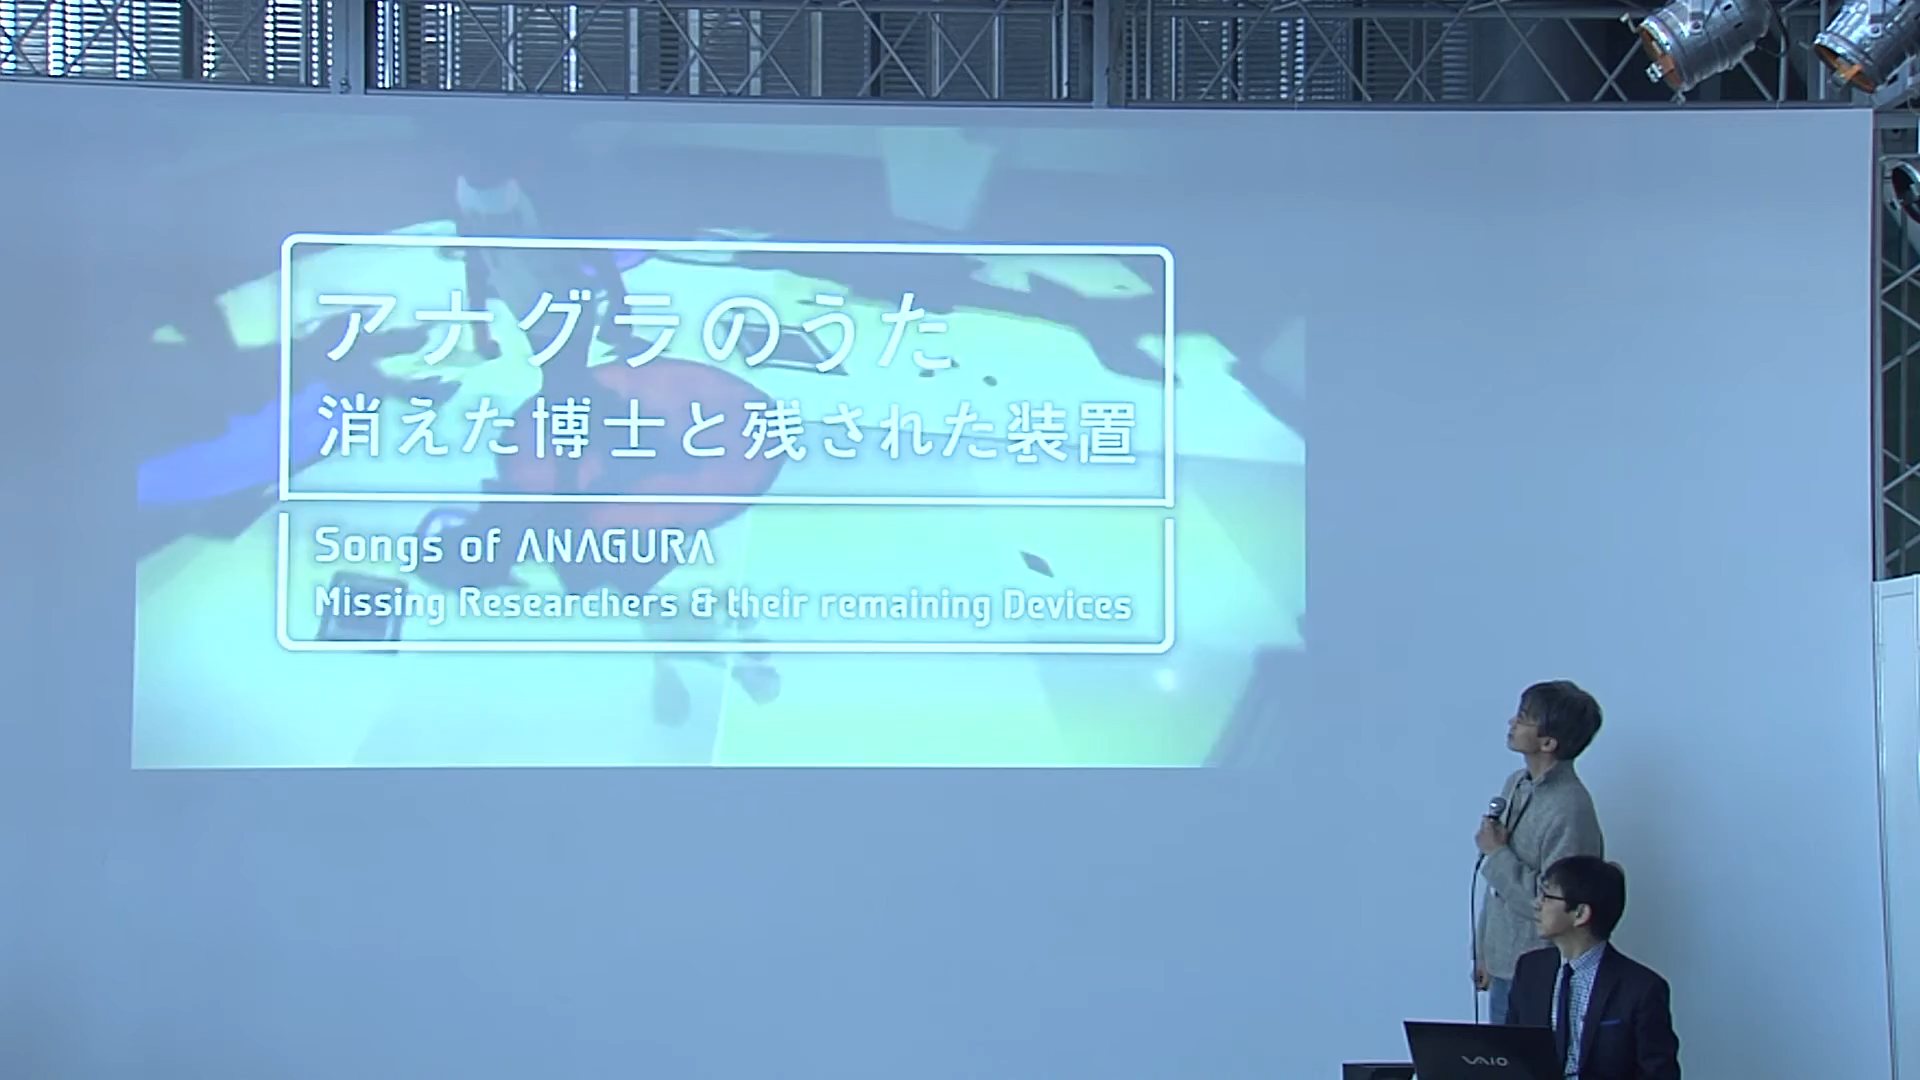 アナグラのうた
消えた博士と残された装置
Songs of ANAGURA
Missing Researchers & their remaining Devices
VAIO